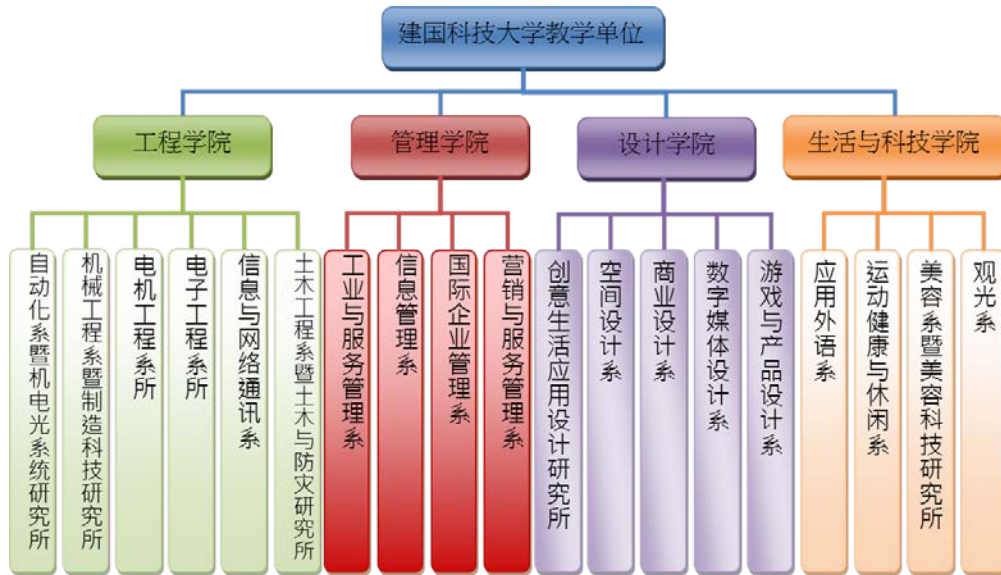 建国科技大学教学单位
工程学院
管理学院
设计学院
生活与科技学院
自动化系暨机电光系统研究所
机械工程系暨制造科技研究所
电机工程系所
电子工程系所
信息与网络通讯系
土木工程系暨土木与防灾研究所
工业与服务管理系
信息管理系
国际企业管理系
营销与服务管理系
创意生活应用设计研究所
空间设计系
商业设计系
数字媒体设计系
游戏与产品设计系
应用外语系
运动健康与休闲系
美容系暨美容科技研究所
观光系